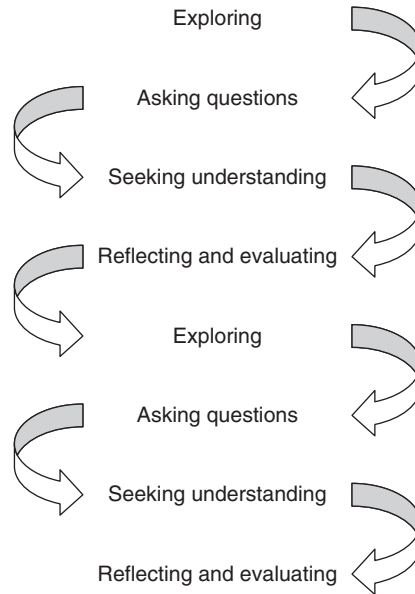 Exploring
Asking questions
Seeking understanding
Reflecting and evaluating
Exploring
Asking questions
Seeking understanding
Reflecting and evaluating